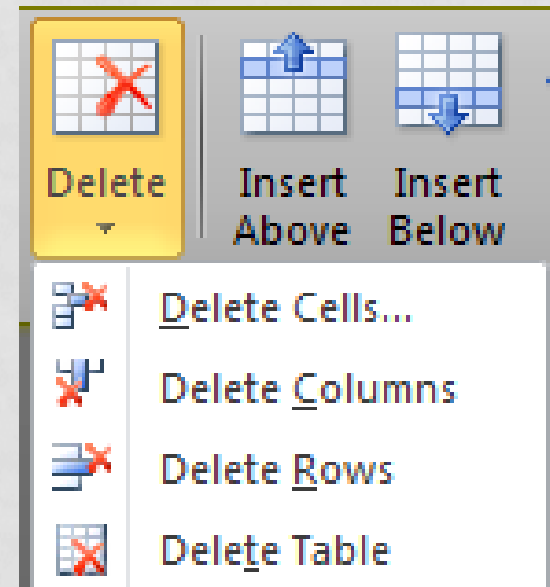 Delete
Insert Above
Insert Below
Delete Cells...
Delete Columns
Delete Rows
Delete Table